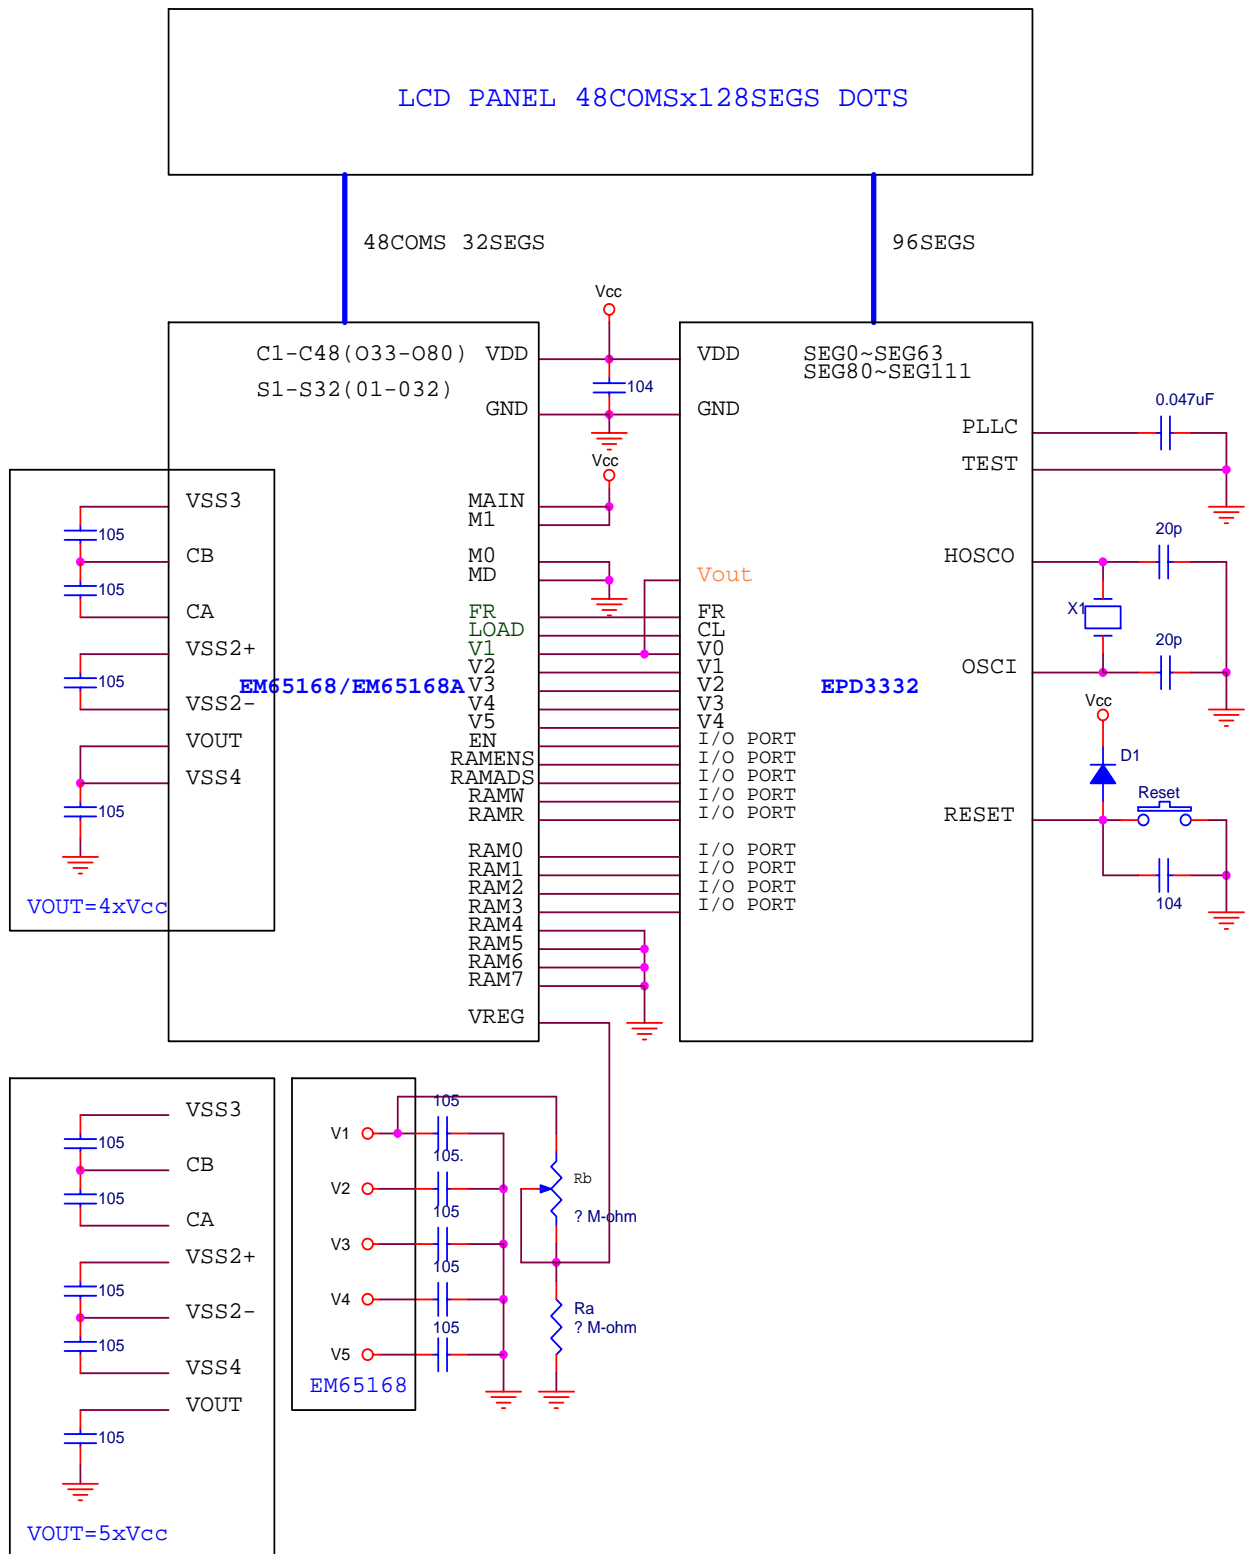 LCD PANEL 48COMSx128SEGS DOTS
48COMS 32SEGS
96SEGS
Vcc
C1-C48(O33-O80)
VDD
VDD
SEG0~SEG63
SEG80~SEG111
S1-S32(01-032)
104
GND
GND
0.047uF
PLLC
TEST
Vcc
VSS3
MAIN
M1
105
20p
CB
M0
HOSCO
MD
Vout
105
CA
FR
FR
X1
LOAD
CL
V1
V0
20p
VSS2+
V2
V1
OSCI
105
EM65168/EM65168A
V3
V2
EPD3332
VSS2-
V4
V3
Vcc
V5
V4
VOUT
EN
I/O PORT
RAMENS
I/O PORT
D1
VSS4
RAMADS
I/O PORT
RAMW
I/O PORT
Reset
105
RAMR
I/O PORT
RESET
RAM0
I/O PORT
RAM1
I/O PORT
RAM2
I/O PORT
VOUT=4xVcc
RAM3
I/O PORT
104
RAM4
RAM5
RAM6
RAM7
VREG
VSS3
105
V1
105
105.
CB
Rb
V2
105
105
? M-ohm
CA
V3
105
VSS2+
105
V4
Ra
VSS2-
105
? M-ohm
105
V5
VSS4
EM65168
VOUT
105
VOUT=5xVcc